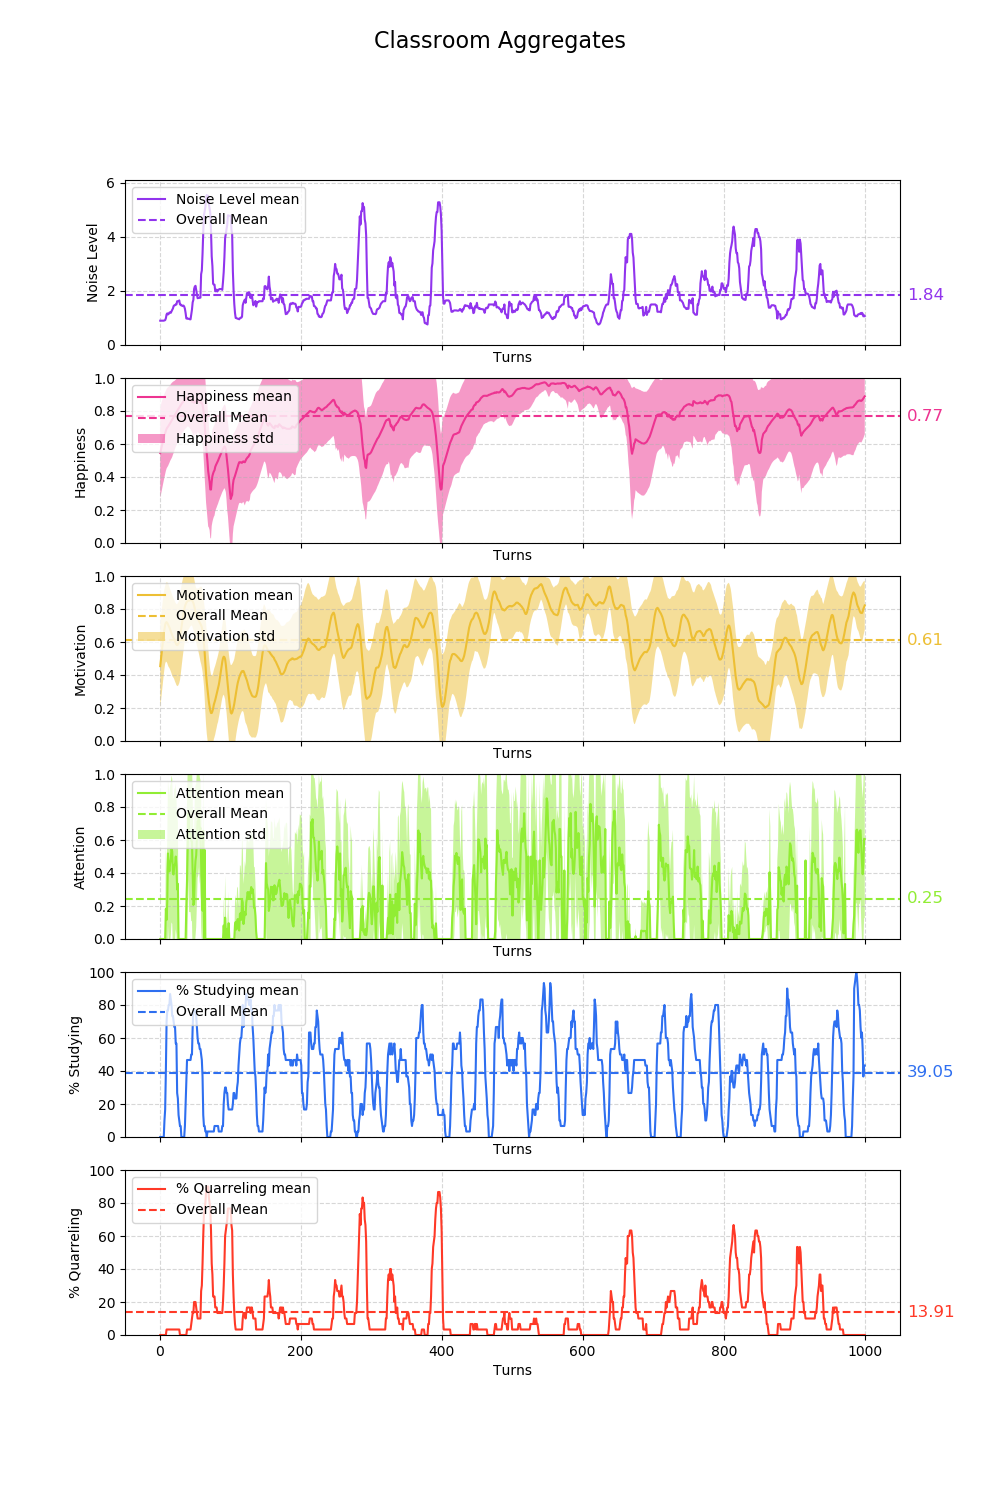 Classroom Aggregates
6
4
2
0
Noise Level
Noise Level mean
Overall Mean
1.84
Turns
1.0
0.8
0.6
0.4
0.2
0.0
Happiness
Happiness mean
Overall Mean
Happiness std
0.77
Turns
1.0
0.8
0.6
0.4
0.2
0.0
Motivation
Motivation mean
Overall Mean
Motivation std
0.61
Turns
1.0
0.8
0.6
0.4
0.2
0.0
Attention
Attention mean
Overall Mean
Attention std
0.25
Turns
100
80
60
40
20
0
% Studying
% Studying mean
Overall Mean
39.05
Turns
100
80
60
40
20
0
% Quarreling
% Quarreling mean
Overall Mean
13.91
0 200 400 600 800 1000
Turns